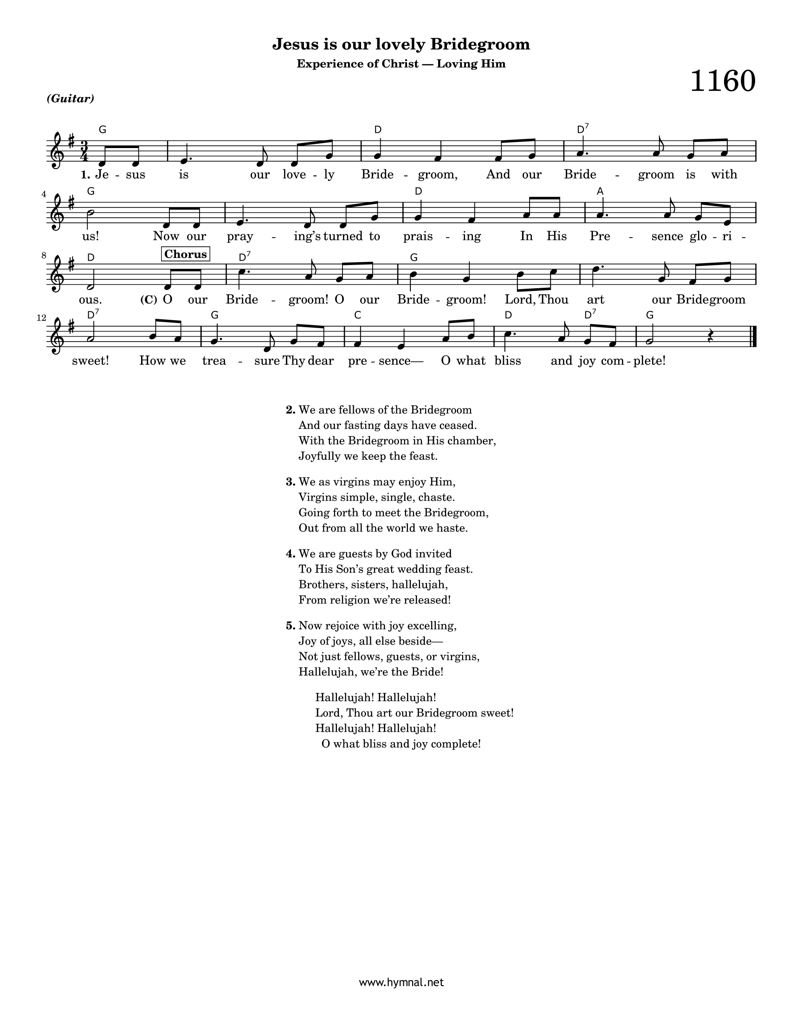 Jesus is our lovely Bridegroom
Experience of Christ — Loving Him
1160
(Guitar)
G D D7
3 4
1. Je - sus is our love - ly Bride - groom, And our Bride - groom is with
4 G D A
us! Now our pray - ing's turned to prais - ing In His Pre - sence glo - ri -
8 D Chorus D7 G
ous. (C) O our Bride - groom! O our Bride - groom! Lord, Thou art our Bridegroom
12 D7 G C D D7 G
sweet! How we trea - sure Thy dear pre - sence— O what bliss and joy com - plete!
2. We are fellows of the Bridegroom
And our fasting days have ceased.
With the Bridegroom in His chamber,
Joyfully we keep the feast.
3. We as virgins may enjoy Him,
Virgins simple, single, chaste.
Going forth to meet the Bridegroom,
Out from all the world we haste.
4. We are guests by God invited
To His Son's great wedding feast.
Brothers, sisters, hallelujah,
From religion we're released!
5. Now rejoice with joy excelling,
Joy of joys, all else beside—
Not just fellows, guests, or virgins,
Hallelujah, we're the Bride!
Hallelujah! Hallelujah!
Lord, Thou art our Bridegroom sweet!
Hallelujah! Hallelujah!
O what bliss and joy complete!
www.hymnal.net